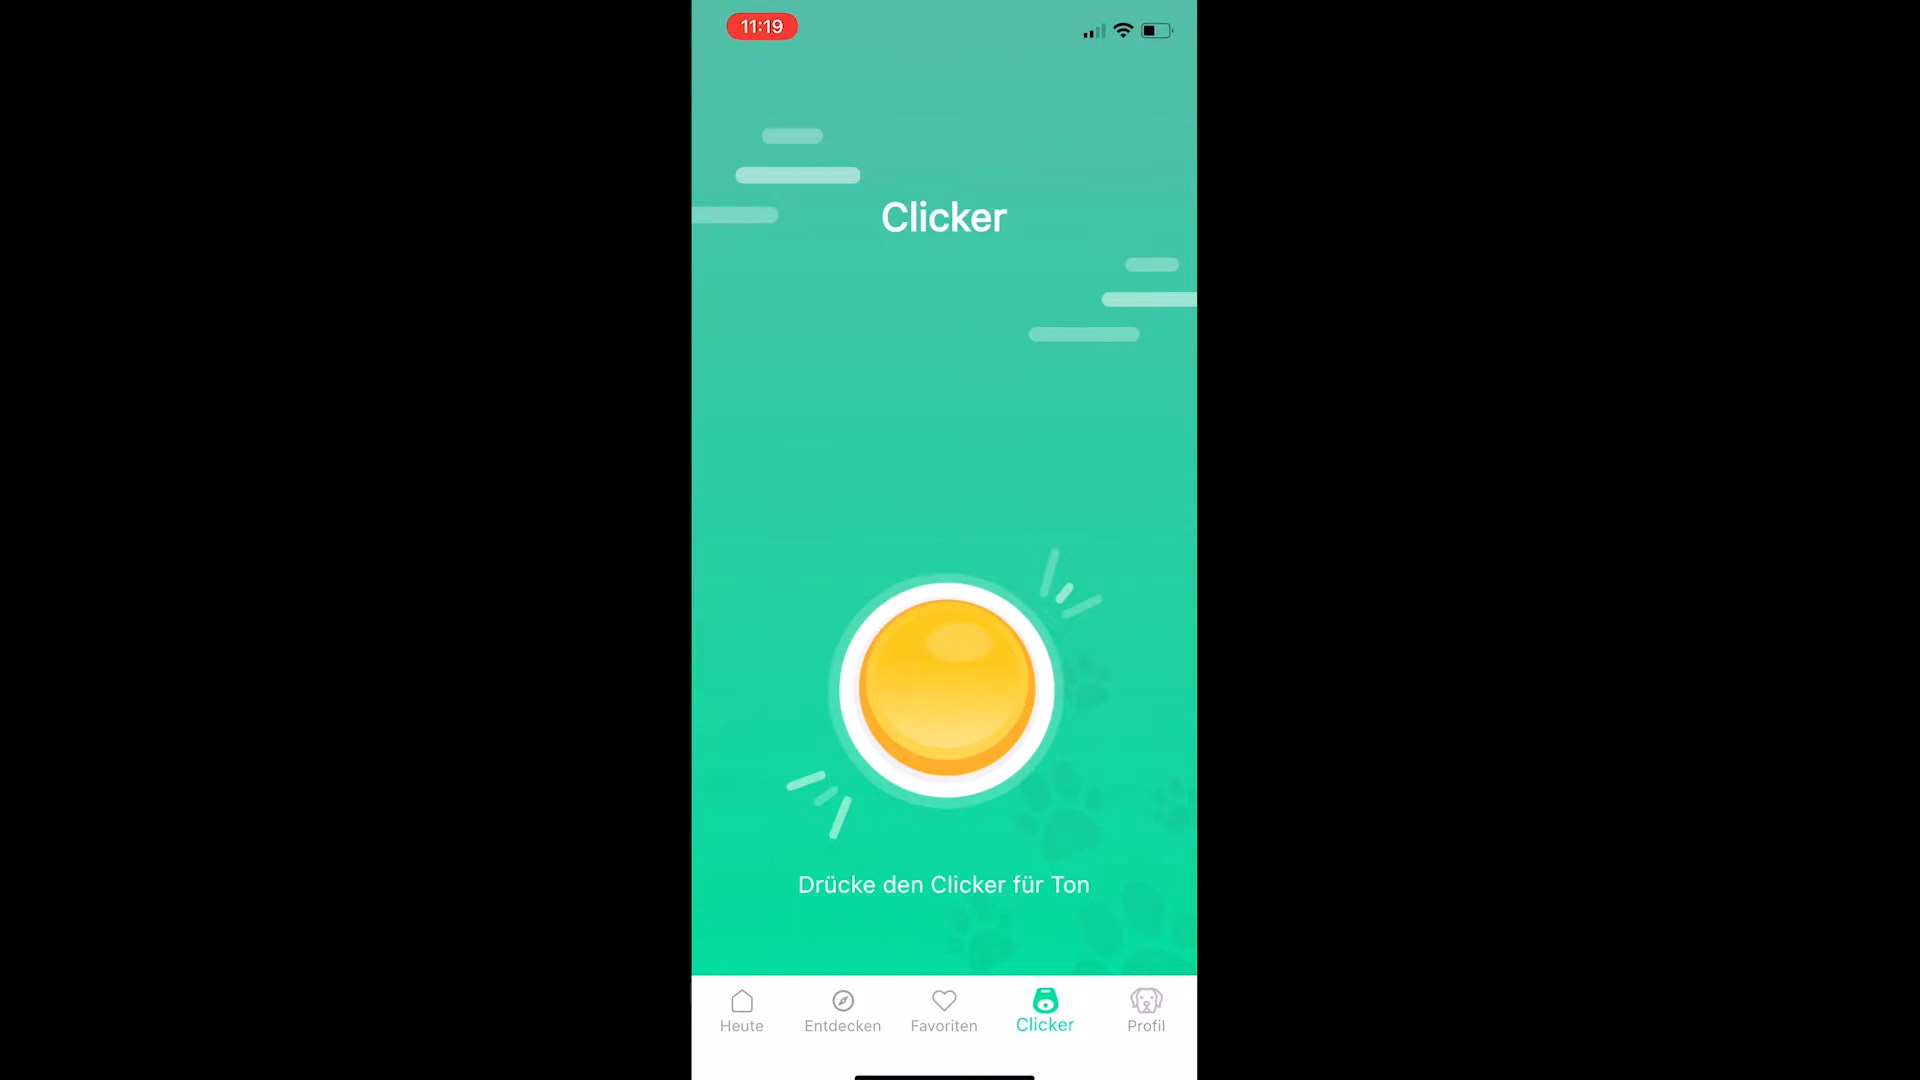 11:19
Clicker
Drücke den Clicker für Ton
Heute
Entdecken
Favoriten
Clicker
Profil